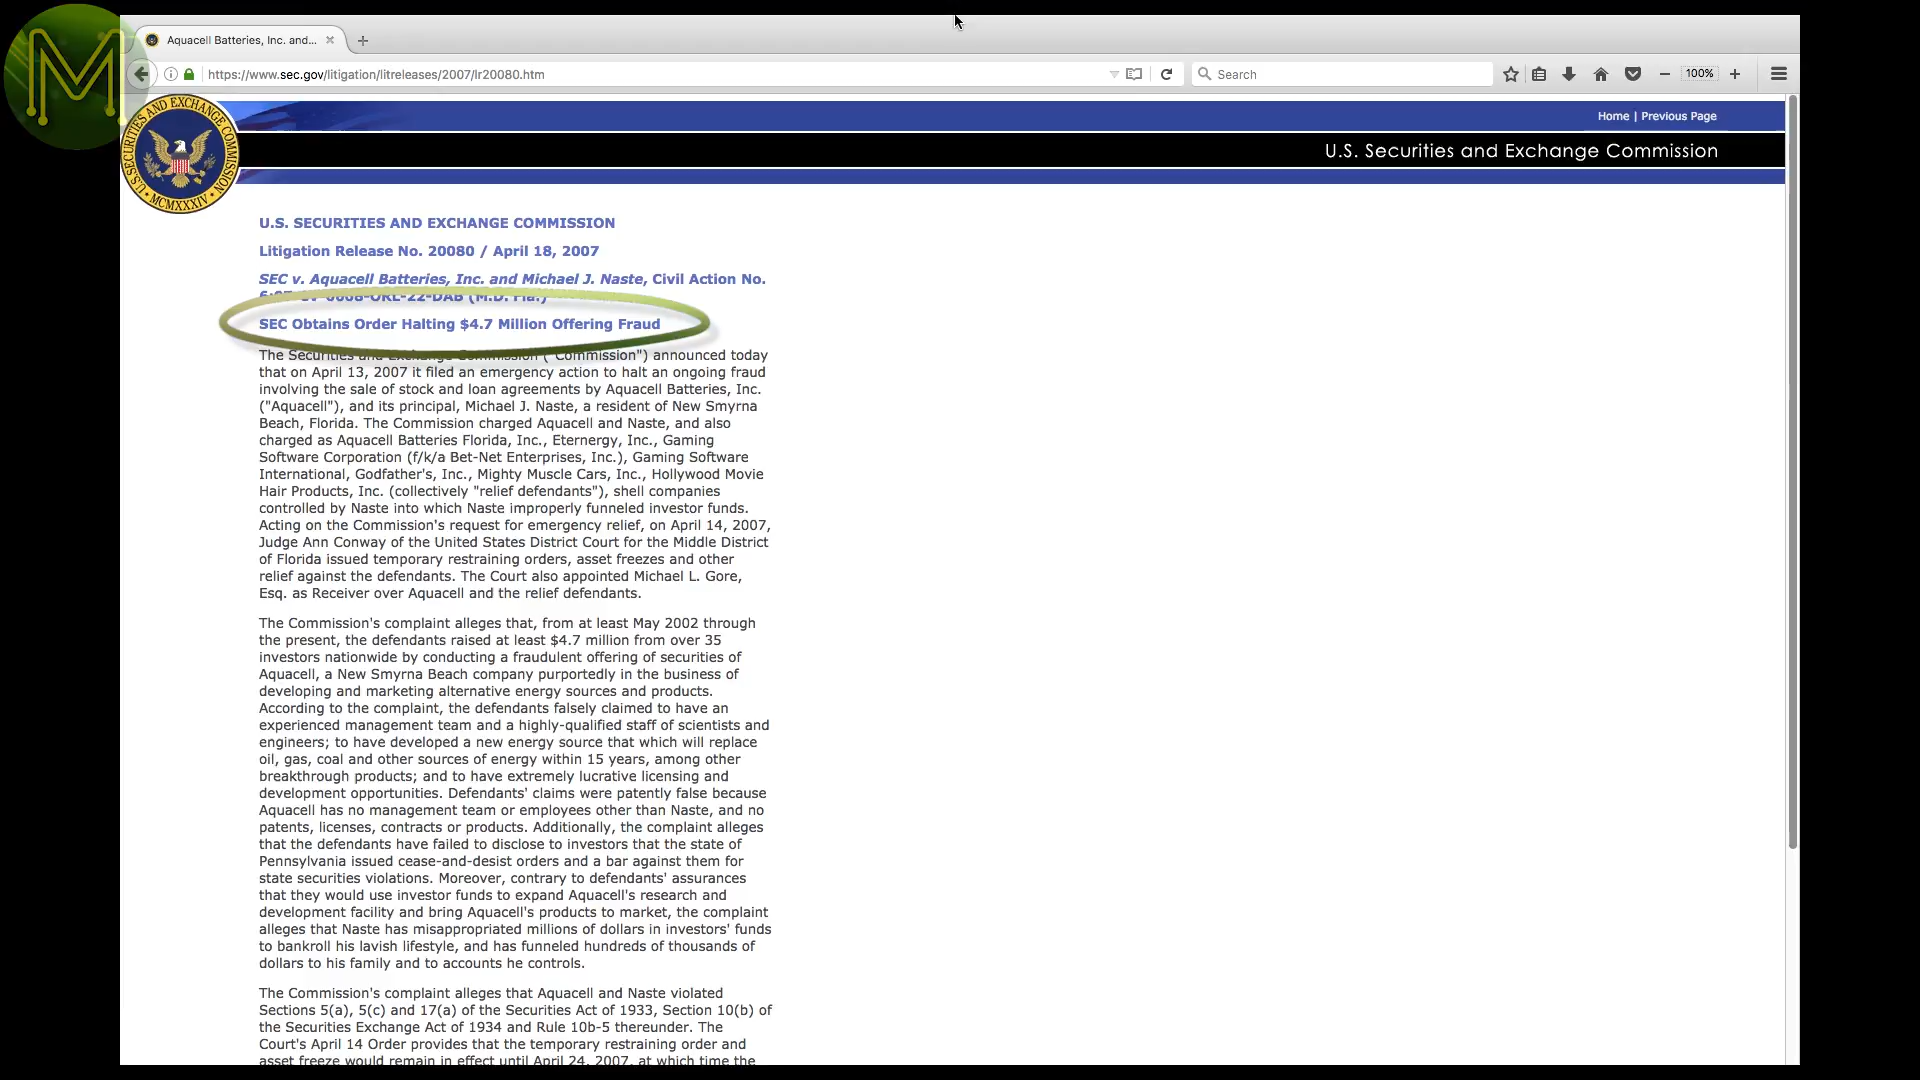 M
Aquacell Batteries, Inc. and...
https://www.sec.gov/litigation/litreleases/2007/lr20080.htm
Search
100%
Home | Previous Page
U.S. Securities and Exchange Commission
U.S. SECURITIES AND EXCHANGE COMMISSION
MCMXXXIV
U.S. SECURITIES AND EXCHANGE COMMISSION
Litigation Release No. 20080 / April 18, 2007
SEC v. Aquacell Batteries, Inc. and Michael J. Naste, Civil Action No.
(M.D. Fla.)
SEC Obtains Order Halting $4.7 Million Offering Fraud
The Securities and Exchange Commission ("Commission") announced today
that on April 13, 2007 it filed an emergency action to halt an ongoing fraud
involving the sale of stock and loan agreements by Aquacell Batteries, Inc.
("Aquacell"), and its principal, Michael J. Naste, a resident of New Smyrna
Beach, Florida. The Commission charged Aquacell and Naste, and also
charged as Aquacell Batteries Florida, Inc., Eternergy, Inc., Gaming
Software Corporation (f/k/a Bet-Net Enterprises, Inc.), Gaming Software
International, Godfather's, Inc., Mighty Muscle Cars, Inc., Hollywood Movie
Hair Products, Inc. (collectively "relief defendants"), shell companies
controlled by Naste into which Naste improperly funneled investor funds.
Acting on the Commission's request for emergency relief, on April 14, 2007,
Judge Ann Conway of the United States District Court for the Middle District
of Florida issued temporary restraining orders, asset freezes and other
relief against the defendants. The Court also appointed Michael L. Gore,
Esq. as Receiver over Aquacell and the relief defendants.
The Commission's complaint alleges that, from at least May 2002 through
the present, the defendants raised at least $4.7 million from over 35
investors nationwide by conducting a fraudulent offering of securities of
Aquacell, a New Smyrna Beach company purportedly in the business of
developing and marketing alternative energy sources and products.
According to the complaint, the defendants falsely claimed to have an
experienced management team and a highly-qualified staff of scientists and
engineers; to have developed a new energy source that which will replace
oil, gas, coal and other sources of energy within 15 years, among other
breakthrough products; and to have extremely lucrative licensing and
development opportunities. Defendants' claims were patently false because
Aquacell has no management team or employees other than Naste, and no
patents, licenses, contracts or products. Additionally, the complaint alleges
that the defendants have failed to disclose to investors that the state of
Pennsylvania issued cease-and-desist orders and a bar against them for
state securities violations. Moreover, contrary to defendants' assurances
that they would use investor funds to expand Aquacell's research and
development facility and bring Aquacell's products to market, the complaint
alleges that Naste has misappropriated millions of dollars in investors' funds
to bankroll his lavish lifestyle, and has funneled hundreds of thousands of
dollars to his family and to accounts he controls.
The Commission's complaint alleges that Aquacell and Naste violated
Sections 5(a), 5(c) and 17(a) of the Securities Act of 1933, Section 10(b) of
the Securities Exchange Act of 1934 and Rule 10b-5 thereunder. The
Court's April 14 Order provides that the temporary restraining order and
asset freeze would remain in effect until April 24, 2007, at which time the